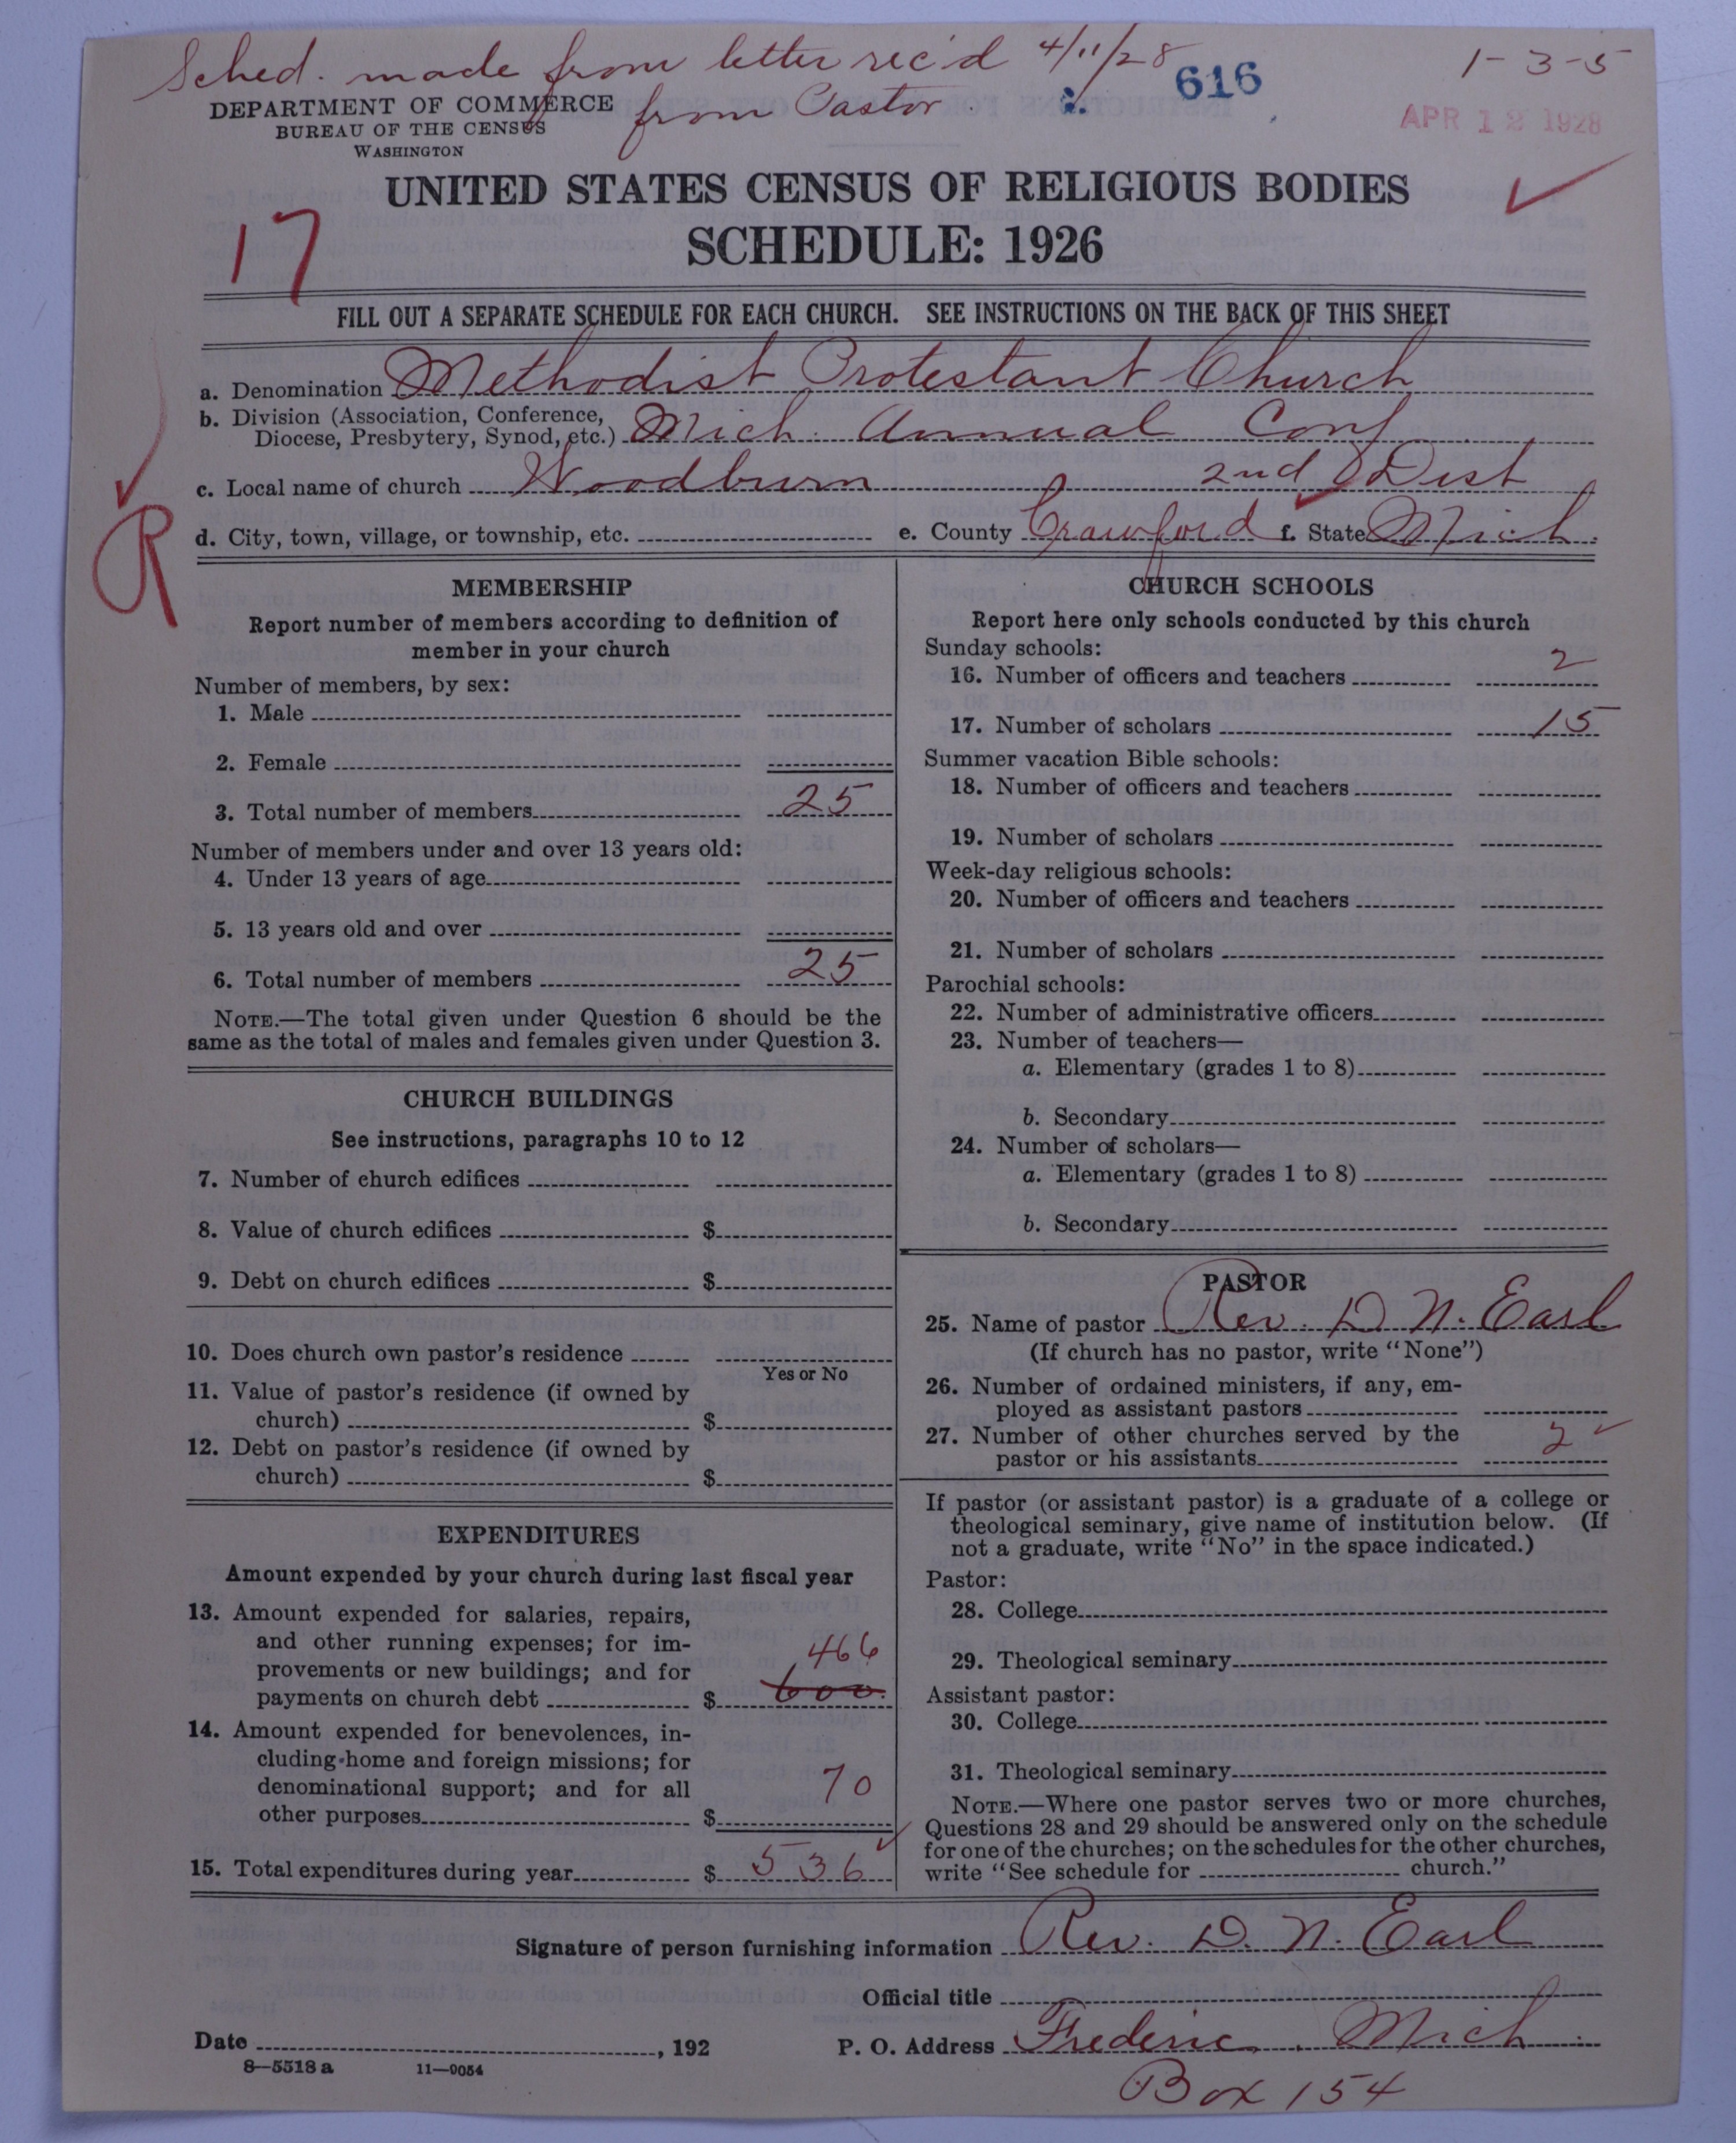 Sched. made from letter rec'd 4/11/28
from Pastor
616
1-3-5
APR 12 1928
DEPARTMENT OF COMMERCE
BUREAU OF THE CENSUS
WASHINGTON
UNITED STATES CENSUS OF RELIGIOUS BODIES
SCHEDULE: 1926
17
FILL OUT A SEPARATE SCHEDULE FOR EACH CHURCH. SEE INSTRUCTIONS ON THE BACK OF THIS SHEET
R
a. Denomination Methodist Protestant Church
b. Division (Association, Conference,
Diocese, Presbytery, Synod, etc.) Mich. Annual Conf
c. Local name of church Woodburn 2nd Dist
d. City, town, village, or township, etc. e. County Crawford f. State Mich.
MEMBERSHIP
Report number of members according to definition of
member in your church
Number of members, by sex:
1. Male
2. Female
3. Total number of members 25
Number of members under and over 13 years old:
4. Under 13 years of age
5. 13 years old and over
6. Total number of members 25
NOTE.—The total given under Question 6 should be the
same as the total of males and females given under Question 3.
CHURCH BUILDINGS
See instructions, paragraphs 10 to 12
7. Number of church edifices
8. Value of church edifices $
9. Debt on church edifices $
10. Does church own pastor's residence
Yes or No
11. Value of pastor's residence (if owned by
church) $
12. Debt on pastor's residence (if owned by
church) $
EXPENDITURES
Amount expended by your church during last fiscal year
13. Amount expended for salaries, repairs,
and other running expenses; for im-
provements or new buildings; and for 466
payments on church debt $ 600.
14. Amount expended for benevolences, in-
cluding home and foreign missions; for
denominational support; and for all 70
other purposes $
15. Total expenditures during year $ 536
CHURCH SCHOOLS
Report here only schools conducted by this church
Sunday schools:
16. Number of officers and teachers 2
17. Number of scholars 15
Summer vacation Bible schools:
18. Number of officers and teachers
19. Number of scholars
Week-day religious schools:
20. Number of officers and teachers
21. Number of scholars
Parochial schools:
22. Number of administrative officers
23. Number of teachers—
a. Elementary (grades 1 to 8)
b. Secondary
24. Number of scholars—
a. Elementary (grades 1 to 8)
b. Secondary
PASTOR
25. Name of pastor Rev. D. N. Earl
(If church has no pastor, write "None")
26. Number of ordained ministers, if any, em-
ployed as assistant pastors
27. Number of other churches served by the
pastor or his assistants 2
If pastor (or assistant pastor) is a graduate of a college or
theological seminary, give name of institution below. (If
not a graduate, write "No" in the space indicated.)
Pastor:
28. College
29. Theological seminary
Assistant pastor:
30. College
31. Theological seminary
NOTE.—Where one pastor serves two or more churches,
Questions 28 and 29 should be answered only on the schedule
for one of the churches; on the schedules for the other churches,
write "See schedule for church."
Signature of person furnishing information Rev. D. N. Earl
Official title
Date , 192 P. O. Address Frederic, Mich
8—5518 a 11—9054
Box 154